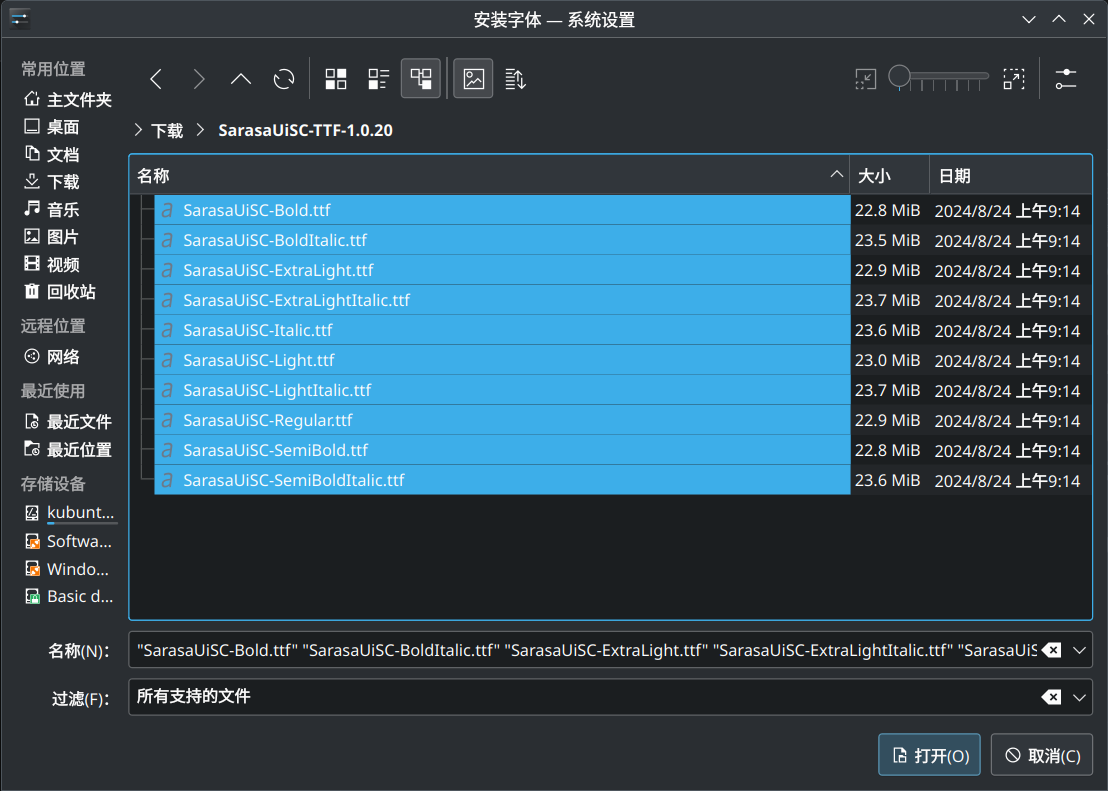 安装字体 — 系统设置
常用位置
主文件夹
桌面
文档
下载
音乐
图片
视频
回收站
远程位置
网络
最近使用
最近文件
最近位置
存储设备
kubunt...
Softwa...
Windo...
Basic d...
下载 SarasaUiSC-TTF-1.0.20
名称 大小 日期
SarasaUiSC-Bold.ttf 22.8 MiB 2024/8/24 上午9:14
SarasaUiSC-BoldItalic.ttf 23.5 MiB 2024/8/24 上午9:14
SarasaUiSC-ExtraLight.ttf 22.9 MiB 2024/8/24 上午9:14
SarasaUiSC-ExtraLightItalic.ttf 23.7 MiB 2024/8/24 上午9:14
SarasaUiSC-Italic.ttf 23.6 MiB 2024/8/24 上午9:14
SarasaUiSC-Light.ttf 23.0 MiB 2024/8/24 上午9:14
SarasaUiSC-LightItalic.ttf 23.7 MiB 2024/8/24 上午9:14
SarasaUiSC-Regular.ttf 22.9 MiB 2024/8/24 上午9:14
SarasaUiSC-SemiBold.ttf 22.8 MiB 2024/8/24 上午9:14
SarasaUiSC-SemiBoldItalic.ttf 23.6 MiB 2024/8/24 上午9:14
名称(N): "SarasaUiSC-Bold.ttf" "SarasaUiSC-BoldItalic.ttf" "SarasaUiSC-ExtraLight.ttf" "SarasaUiSC-ExtraLightItalic.ttf" "SarasaUiS
过滤(F): 所有支持的文件
打开(O) 取消(C)